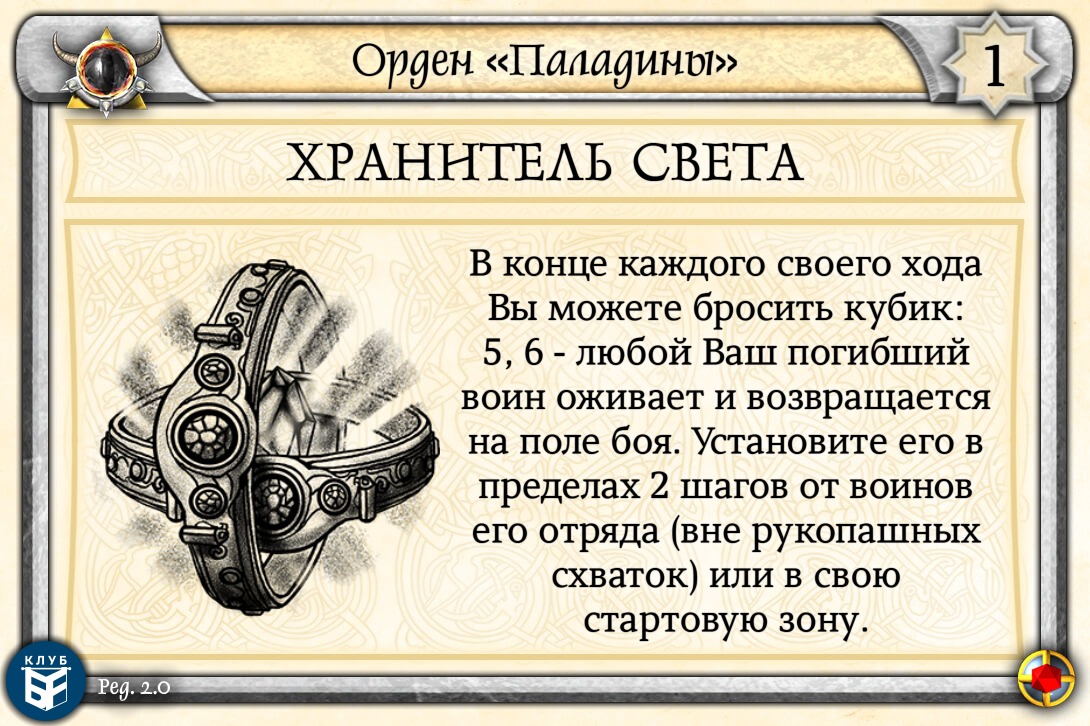 Орден «Паладины»
1
ХРАНИТЕЛЬ СВЕТА
В конце каждого своего хода
Вы можете бросить кубик:
5, 6 - любой Ваш погибший
воин оживает и возвращается
на поле боя. Установите его в
пределах 2 шагов от воинов
его отряда (вне рукопашных
схваток) или в свою
стартовую зону.
КЛУБ
Ред. 2.0